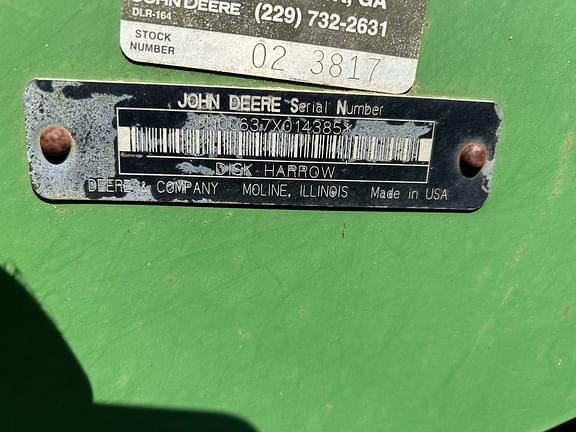 GA
JOHN DEERE (229) 732-2631
DLR-164
STOCK
NUMBER 02 3817
JOHN DEERE Serial Number
DISK HARROW
DEERE & COMPANY MOLINE, ILLINOIS Made in USA